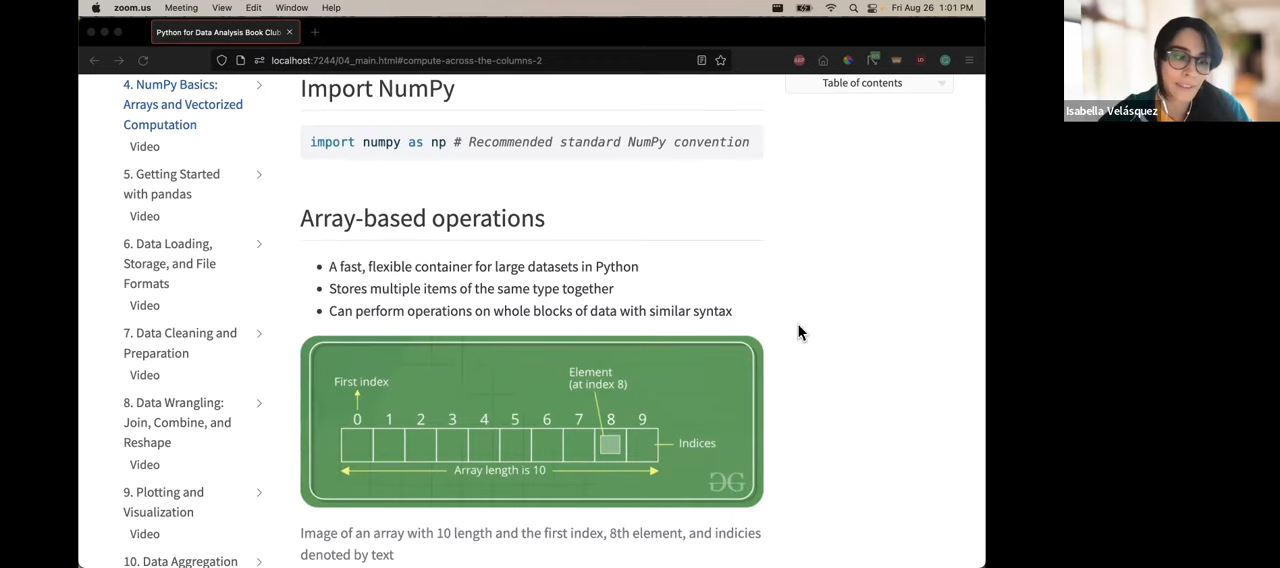 zoom.us Meeting View Edit Window Help Fri Aug 26 1:01 PM
Python for Data Analysis Book Club
localhost:7244/04_main.html#compute-across-the-columns-2
4. NumPy Basics:
Arrays and Vectorized
Computation
Video
5. Getting Started
with pandas
Video
6. Data Loading,
Storage, and File
Formats
Video
7. Data Cleaning and
Preparation
Video
8. Data Wrangling:
Join, Combine, and
Reshape
Video
9. Plotting and
Visualization
Video
10. Data Aggregation
Import NumPy
import numpy as np # Recommended standard NumPy convention
Array-based operations
A fast, flexible container for large datasets in Python
Stores multiple items of the same type together
Can perform operations on whole blocks of data with similar syntax
First index
Element
(at index 8)
0 1 2 3 4 5 6 7 8 9
Indices
Array length is 10
Image of an array with 10 length and the first index, 8th element, and indicies
denoted by text
Table of contents
Isabella Velásquez